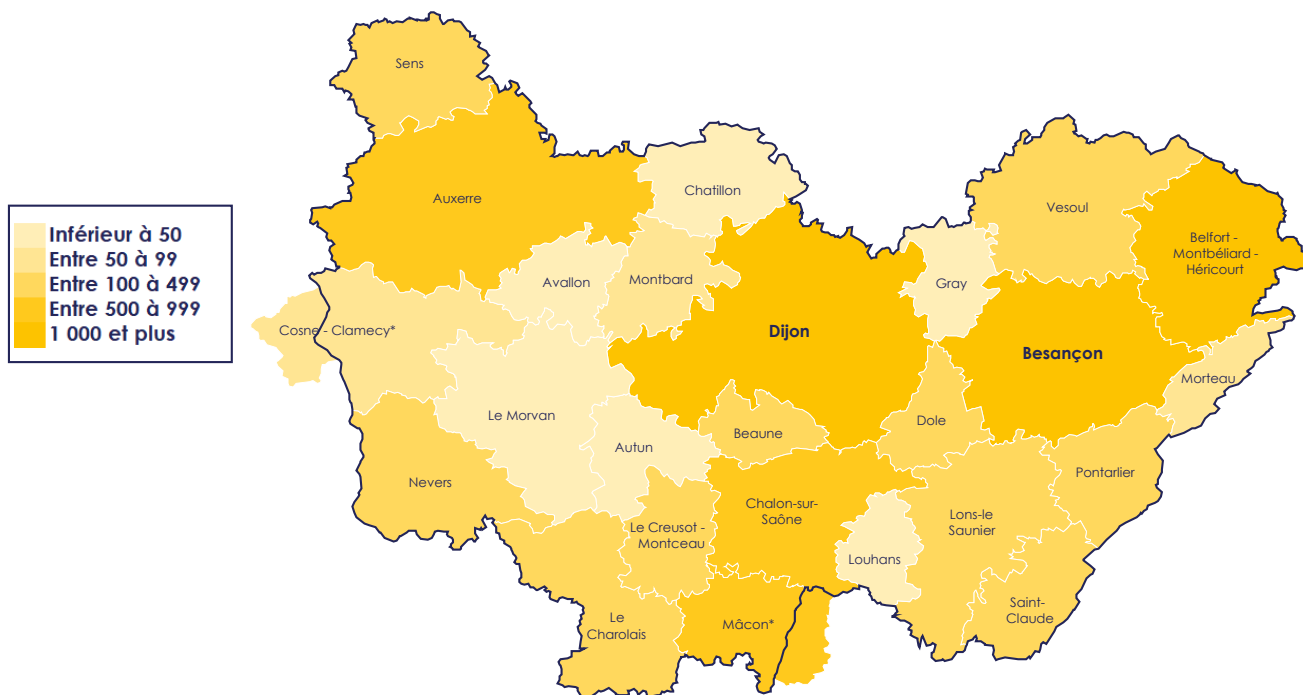 Sens
Auxerre
Chatillon
Vesoul
Belfort -
Montbéliard -
Héricourt
Inférieur à 50
Entre 50 à 99
Entre 100 à 499
Entre 500 à 999
1 000 et plus
Avallon
Montbard
Gray
Cosne - Clamecy*
Dijon
Besançon
Morteau
Le Morvan
Autun
Beaune
Dole
Pontarlier
Nevers
Chalon-sur-
Saône
Lons-le
Saunier
Le Creusot -
Montceau
Louhans
Saint-
Claude
Le
Charolais
Mâcon*